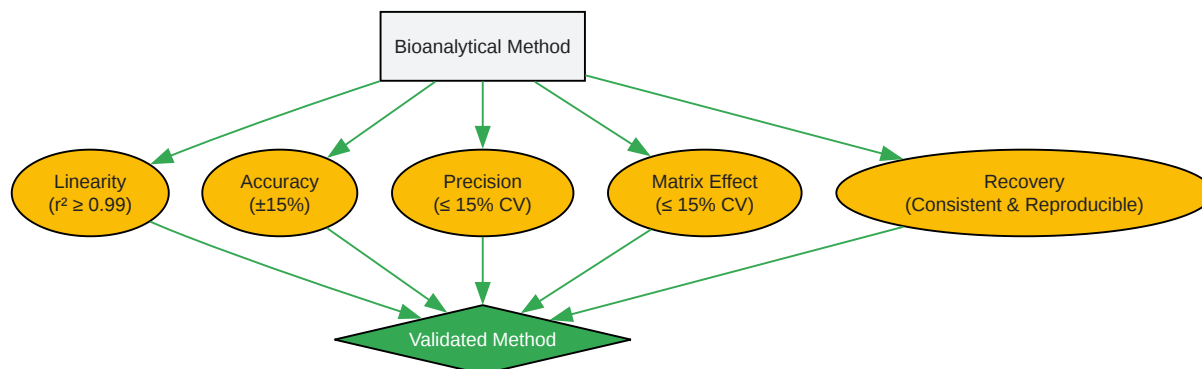 Bioanalytical Method
Linearity
(r² ≥ 0.99)
Accuracy
(±15%)
Precision
(≤ 15% CV)
Matrix Effect
(≤ 15% CV)
Recovery
(Consistent & Reproducible)
Validated Method